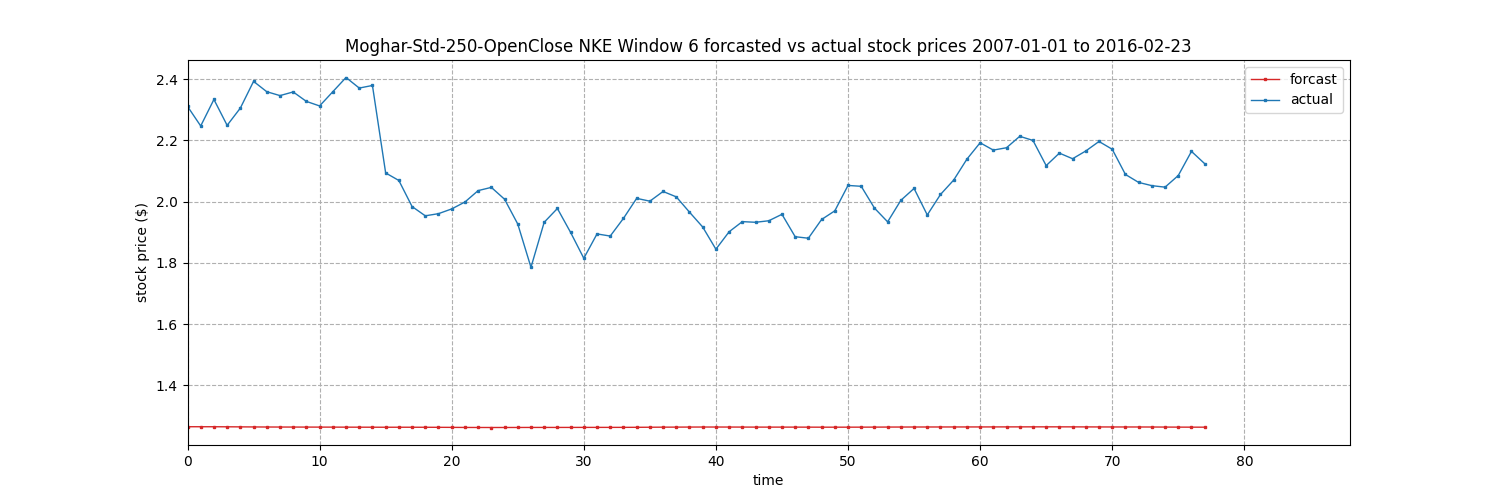 Moghar-Std-250-OpenClose NKE Window 6 forcasted vs actual stock prices 2007-01-01 to 2016-02-23
forcast
actual
stock price ($)
2.4
2.2
2.0
1.8
1.6
1.4
0 10 20 30 40 50 60 70 80
time